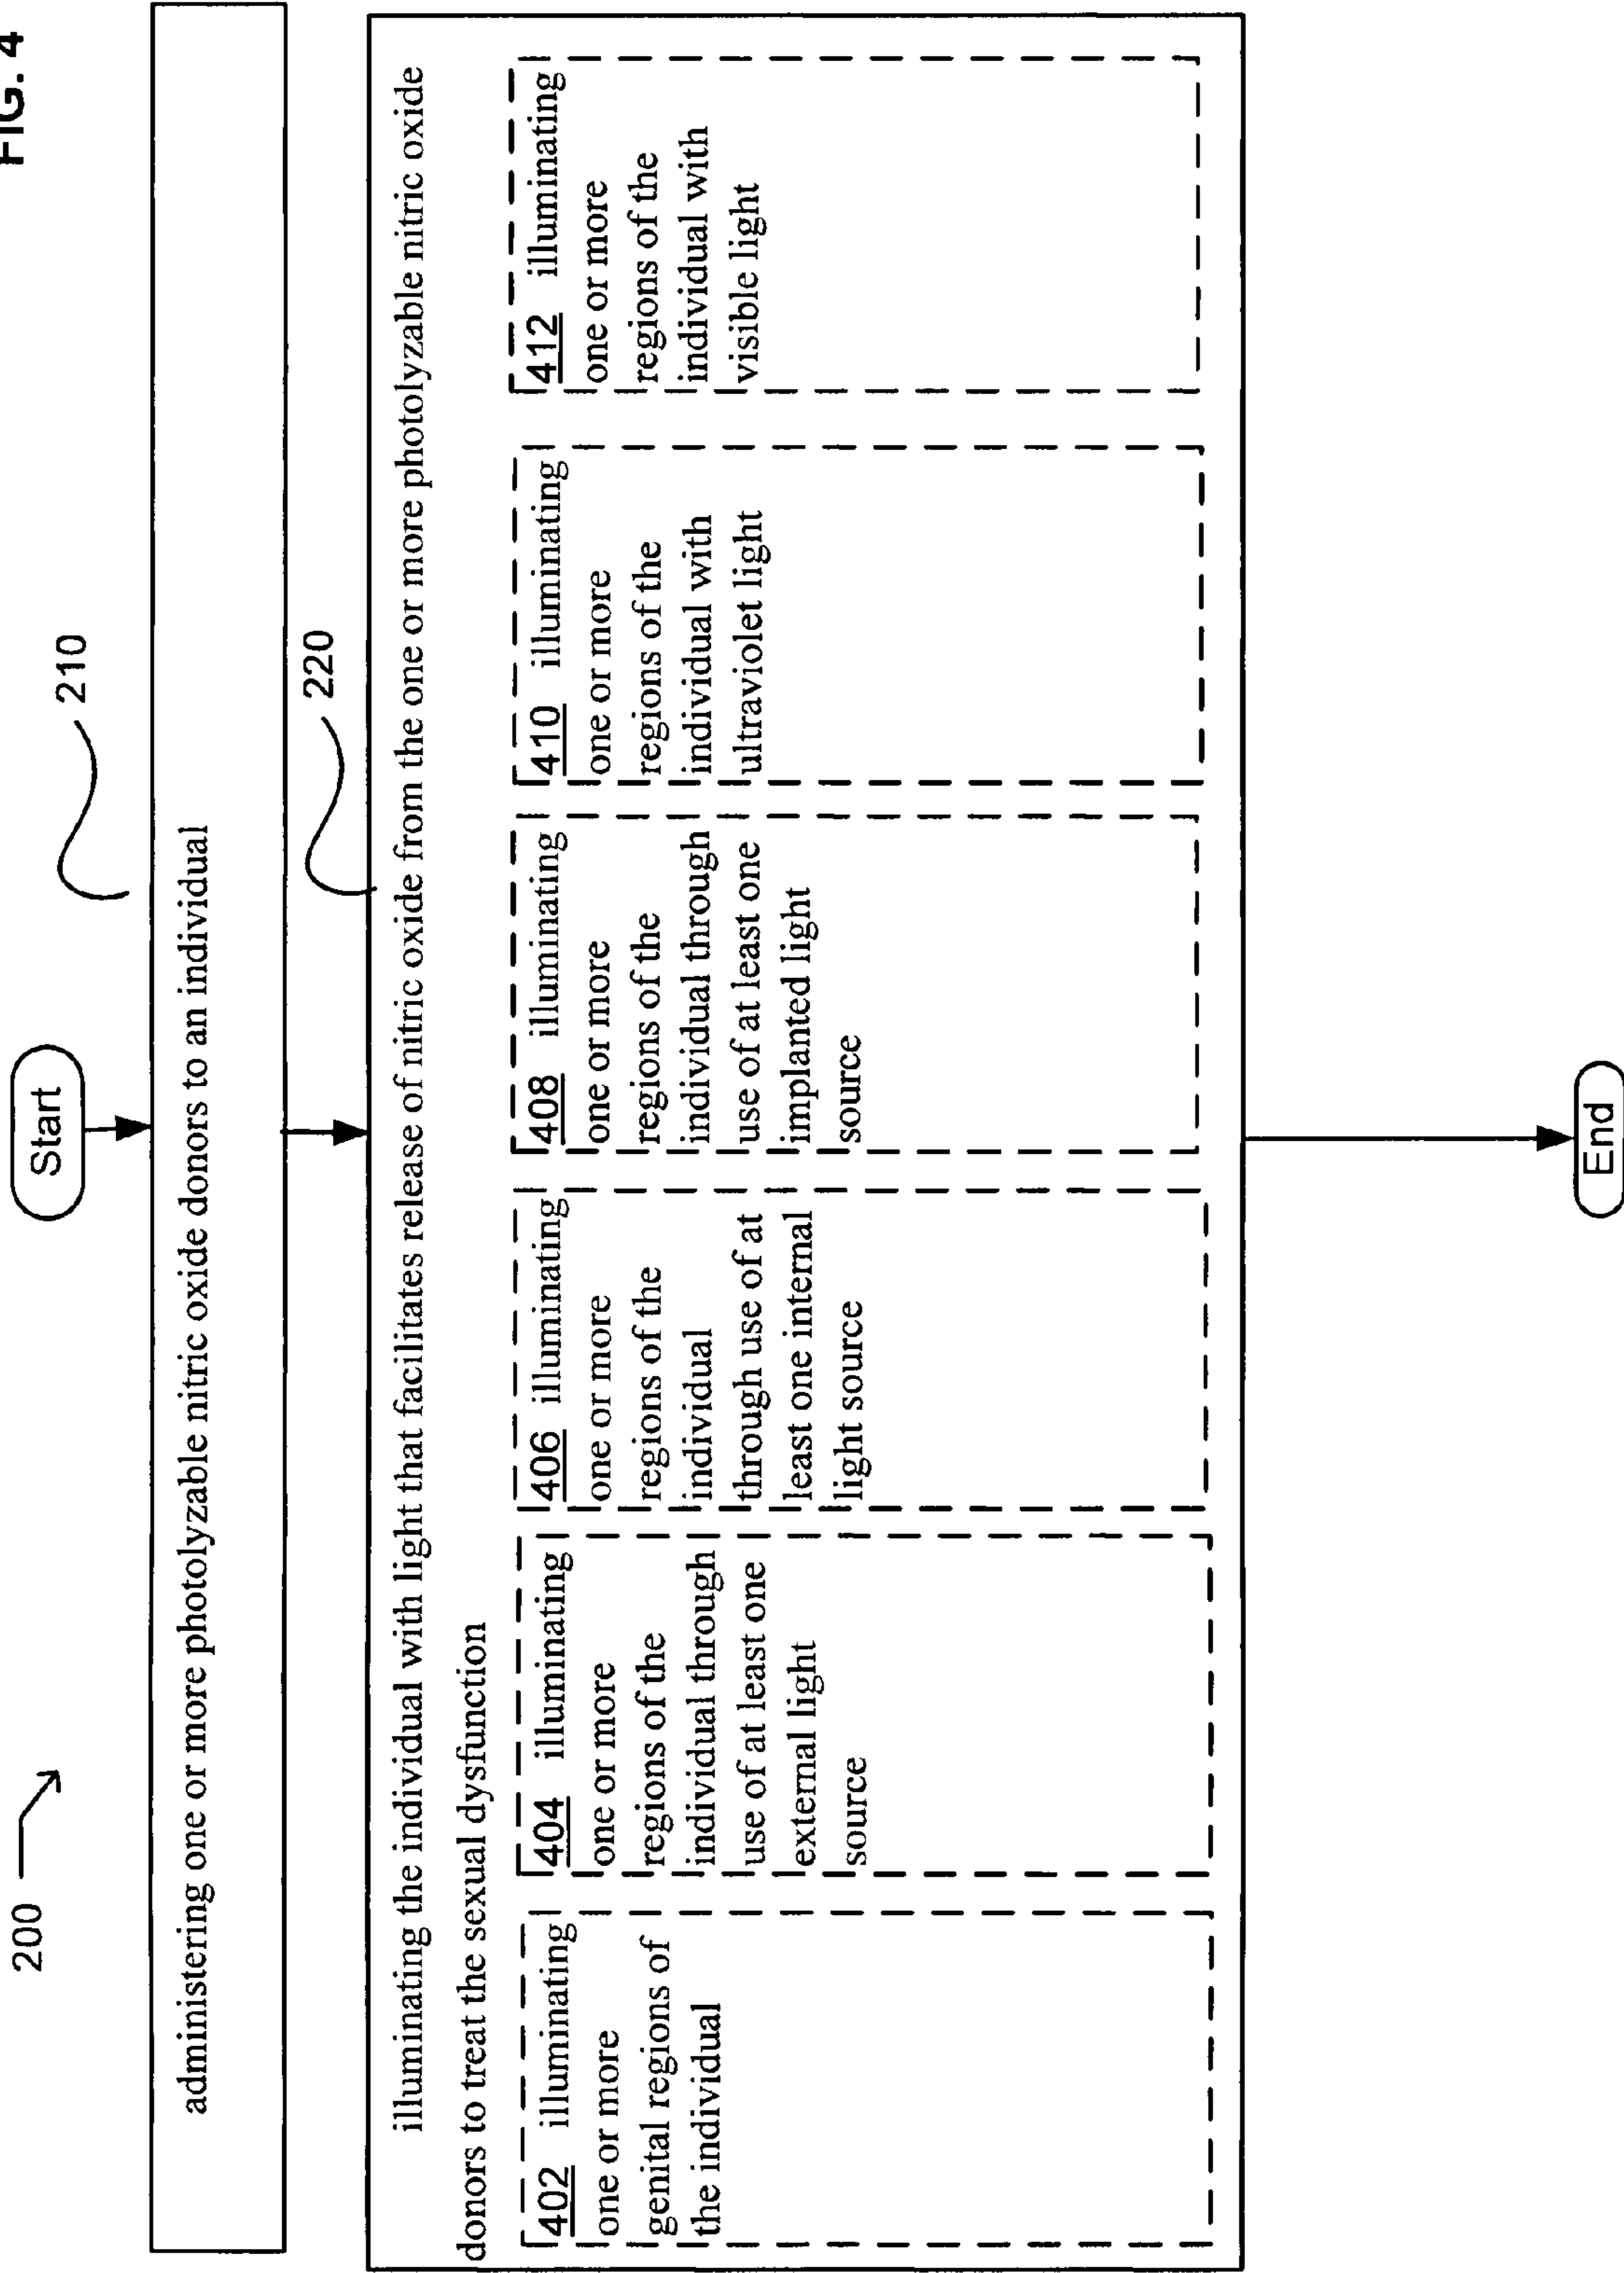 FIG. 4
200
Start
210
administering one or more photolyzable nitric oxide donors to an individual
220
illuminating the individual with light that facilitates release of nitric oxide from the one or more photolyzable nitric oxide
donors to treat the sexual dysfunction
402 illuminating
one or more
genital regions of
the individual
404 illuminating
one or more
regions of the
individual through
use of at least one
external light
source
406 illuminating
one or more
regions of the
individual
through use of at
least one internal
light source
408 illuminating
one or more
regions of the
individual through
use of at least one
implanted light
source
410 illuminating
one or more
regions of the
individual with
ultraviolet light
412 illuminating
one or more
regions of the
individual with
visible light
End